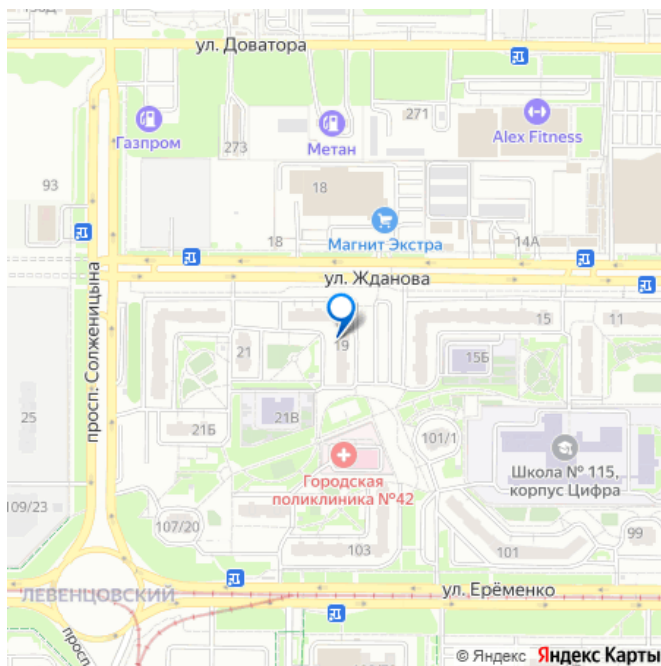 ул. Доватора
Газпром
Метан
271
Alex Fitness
273
93
18
Магнит Экстра
18
14А
ул. Жданова
просп. Солженицына
19
15
11
21
15Б
25
21Б
21В
101/1
Городская
поликлиника №42
Школа № 115,
корпус Цифра
109/23
107/20
103
101
99
ЛЕВЕНЦОВСКИЙ
ул. Ерёменко
просп.
© Яндекс Яндекс Карты